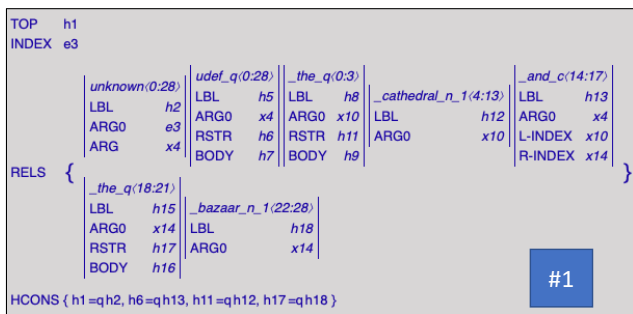 TOP h1
INDEX e3
unknown⟨0:28⟩ udef_q⟨0:28⟩ _the_q⟨0:3⟩ _cathedral_n_1⟨4:13⟩ _and_c⟨14:17⟩
LBL h2 LBL h5 LBL h8 LBL h12 LBL h13
ARG0 e3 ARG0 x4 ARG0 x10 ARG0 x10 ARG0 x4
ARG x4 RSTR h6 RSTR h11 L-INDEX x10
BODY h7 BODY h9 R-INDEX x14
RELS { }
_the_q⟨18:21⟩ _bazaar_n_1⟨22:28⟩
LBL h15 LBL h18
ARG0 x14 ARG0 x14
RSTR h17
BODY h16
#1
HCONS { h1 =q h2, h6 =q h13, h11 =q h12, h17 =q h18 }